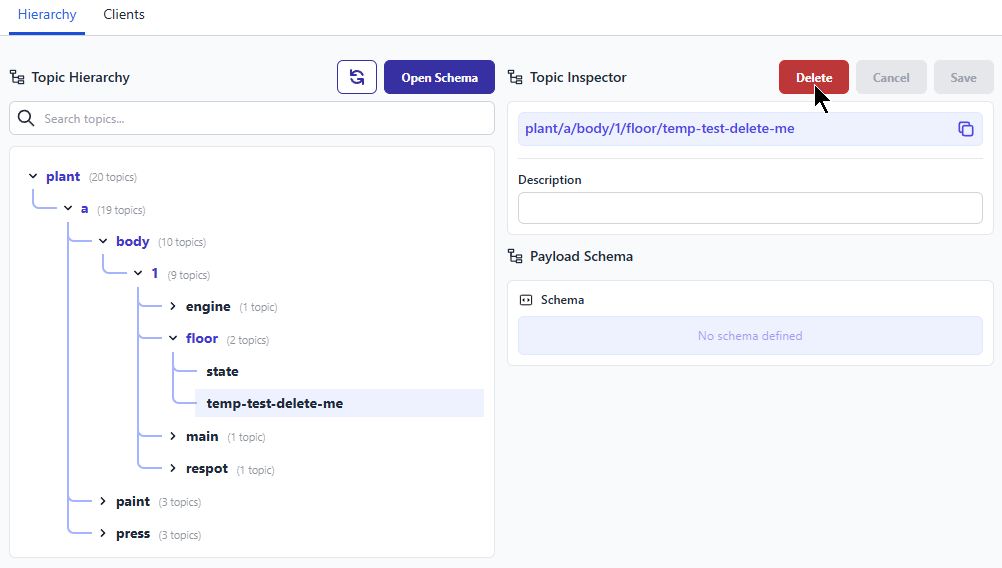 Hierarchy Clients
Topic Hierarchy
Open Schema
Search topics...
plant (20 topics)
a (19 topics)
body (10 topics)
1 (9 topics)
engine (1 topic)
floor (2 topics)
state
temp-test-delete-me
main (1 topic)
respot (1 topic)
paint (3 topics)
press (3 topics)
Topic Inspector
Delete Cancel Save
plant/a/body/1/floor/temp-test-delete-me
Description
Payload Schema
Schema
No schema defined